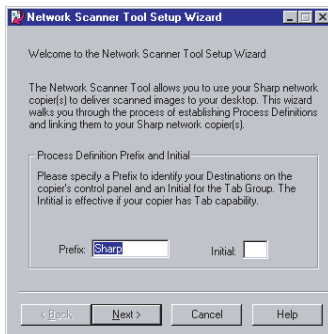 Network Scanner Tool Setup Wizard
Welcome to the Network Scanner Tool Setup Wizard
The Network Scanner Tool allows you to use your Sharp network
copier(s) to deliver scanned images to your desktop. This wizard
walks you through the process of establishing Process Definitions
and linking them to your Sharp network copier(s).
Process Definition Prefix and Initial
Please specify a Prefix to identify your Destinations on the
copier's control panel and an Initial for the Tab Group. The
Intitial is effective if your copier has Tab capability.
Prefix: Sharp Initial:
< Back Next > Cancel Help